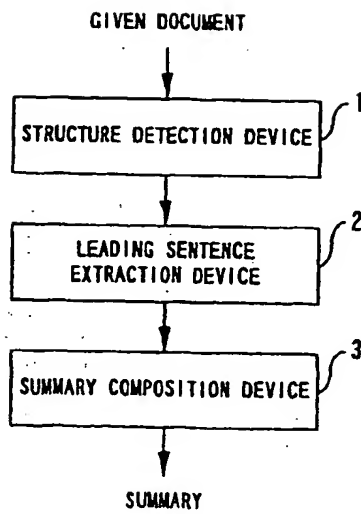 GIVEN DOCUMENT
1
STRUCTURE DETECTION DEVICE
2
LEADING SENTENCE
EXTRACTION DEVICE
3
SUMMARY COMPOSITION DEVICE
SUMMARY